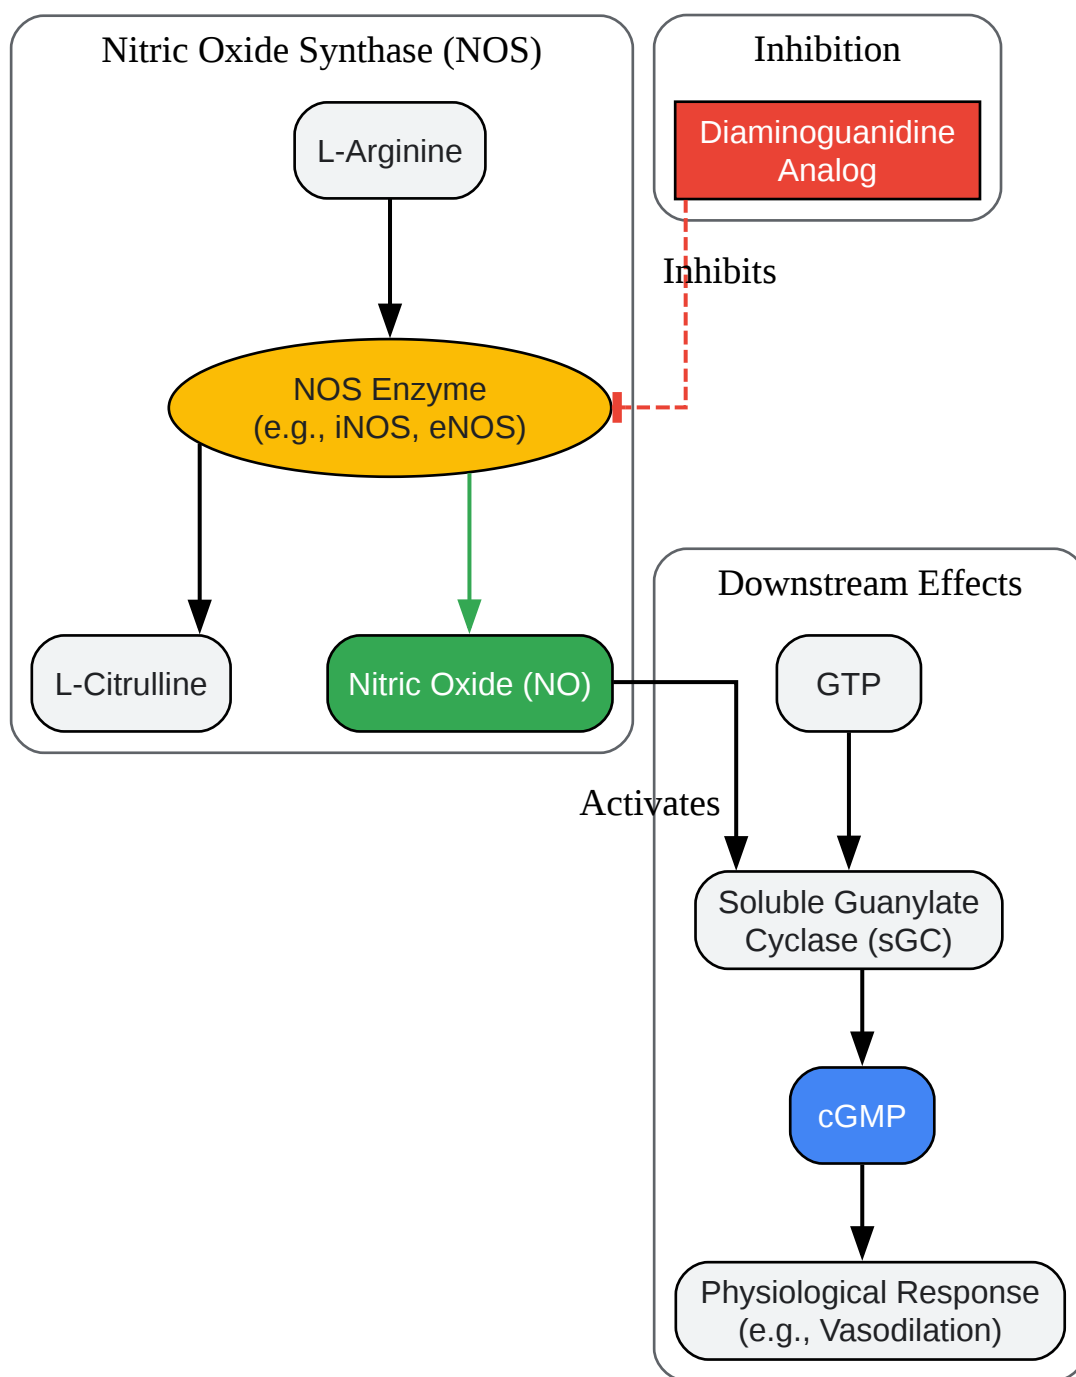 Nitric Oxide Synthase (NOS)
L-Arginine
NOS Enzyme
(e.g., iNOS, eNOS)
L-Citrulline
Nitric Oxide (NO)
Inhibition
Diaminoguanidine
Analog
Inhibits
Activates
Downstream Effects
GTP
Soluble Guanylate
Cyclase (sGC)
cGMP
Physiological Response
(e.g., Vasodilation)